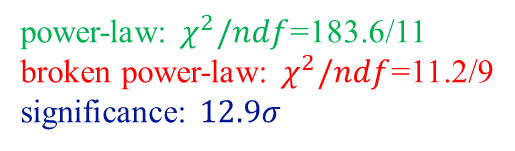 power-law: χ²/ndf=183.6/11
broken power-law: χ²/ndf=11.2/9
significance: 12.9σ